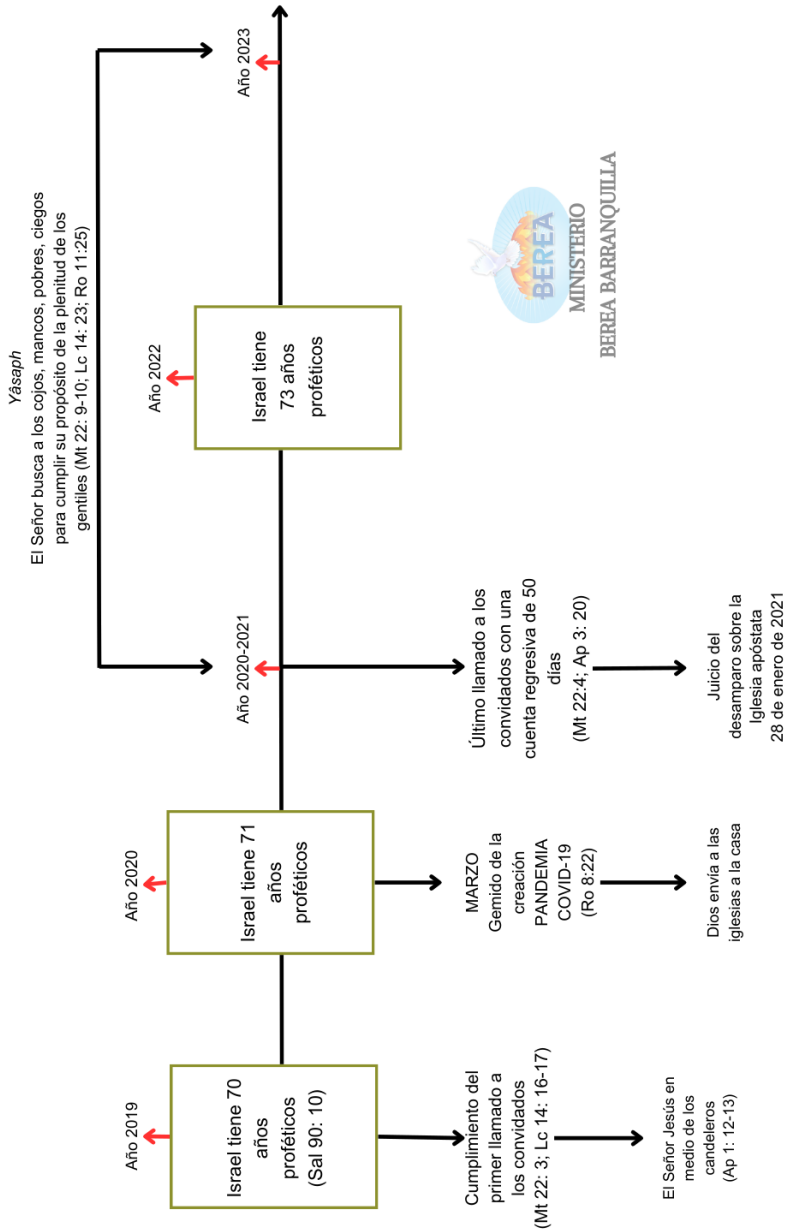 Yâsaph
El Señor busca a los cojos, mancos, pobres, ciegos
para cumplir su propósito de la plenitud de los
gentiles (Mt 22: 9-10; Lc 14: 23; Ro 11:25)
Año 2019
Israel tiene 70
años
proféticos
(Sal 90: 10)
Cumplimiento del
primer llamado a
los convidados
(Mt 22: 3; Lc 14: 16-17)
El Señor Jesús en
medio de los
candeleros
(Ap 1: 12-13)
Año 2020
Israel tiene 71
años
proféticos
MARZO
Gemido de la
creación
PANDEMIA
COVID-19
(Ro 8:22)
Dios envía a las
iglesias a la casa
Año 2020-2021
Último llamado a los
convidados con una
cuenta regresiva de 50
días
(Mt 22:4; Ap 3: 20)
Juicio del
desamparo sobre la
Iglesia apóstata
28 de enero de 2021
Año 2022
Israel tiene
73 años
proféticos
Año 2023
BEREA
MINISTERIO
BEREA BARRANQUILLA